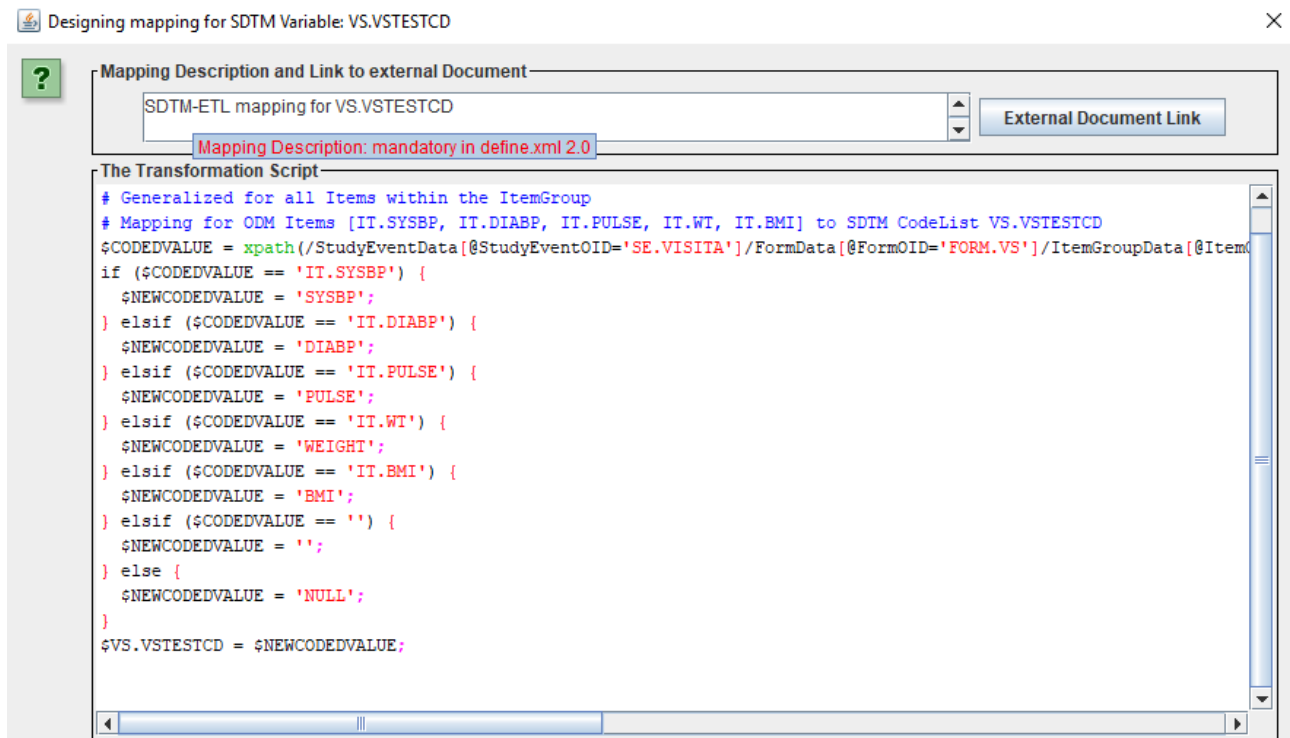 Designing mapping for SDTM Variable: VS.VSTESTCD
?
Mapping Description and Link to external Document
SDTM-ETL mapping for VS.VSTESTCD
External Document Link
Mapping Description: mandatory in define.xml 2.0
The Transformation Script
# Generalized for all Items within the ItemGroup
# Mapping for ODM Items [IT.SYSBP, IT.DIABP, IT.PULSE, IT.WT, IT.BMI] to SDTM CodeList VS.VSTESTCD
$CODEDVALUE = xpath(/StudyEventData[@StudyEventOID='SE.VISITA']/FormData[@FormOID='FORM.VS']/ItemGroupData[@Item
if ($CODEDVALUE == 'IT.SYSBP') {
$NEWCODEDVALUE = 'SYSBP';
} elsif ($CODEDVALUE == 'IT.DIABP') {
$NEWCODEDVALUE = 'DIABP';
} elsif ($CODEDVALUE == 'IT.PULSE') {
$NEWCODEDVALUE = 'PULSE';
} elsif ($CODEDVALUE == 'IT.WT') {
$NEWCODEDVALUE = 'WEIGHT';
} elsif ($CODEDVALUE == 'IT.BMI') {
$NEWCODEDVALUE = 'BMI';
} elsif ($CODEDVALUE == '') {
$NEWCODEDVALUE = '';
} else {
$NEWCODEDVALUE = 'NULL';
}
$VS.VSTESTCD = $NEWCODEDVALUE;